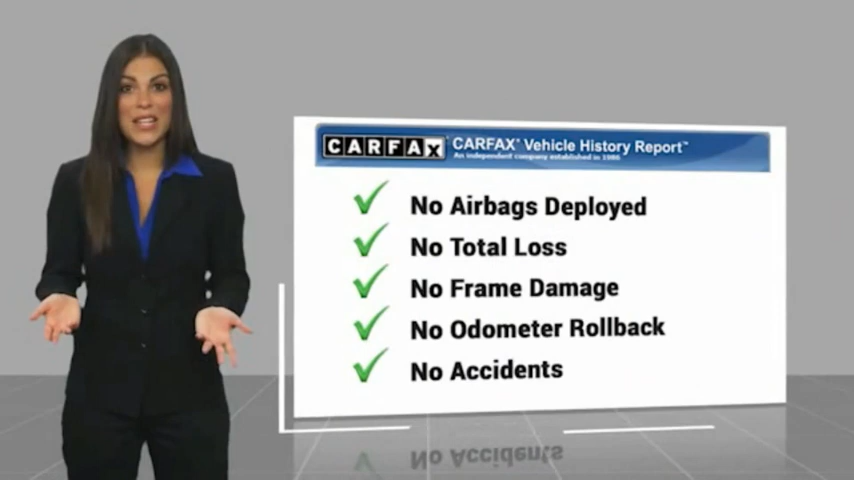 CARFAX CARFAX® Vehicle History Report™
An independent company established in 1986
No Airbags Deployed
No Total Loss
No Frame Damage
No Odometer Rollback
No Accidents
No Accidents